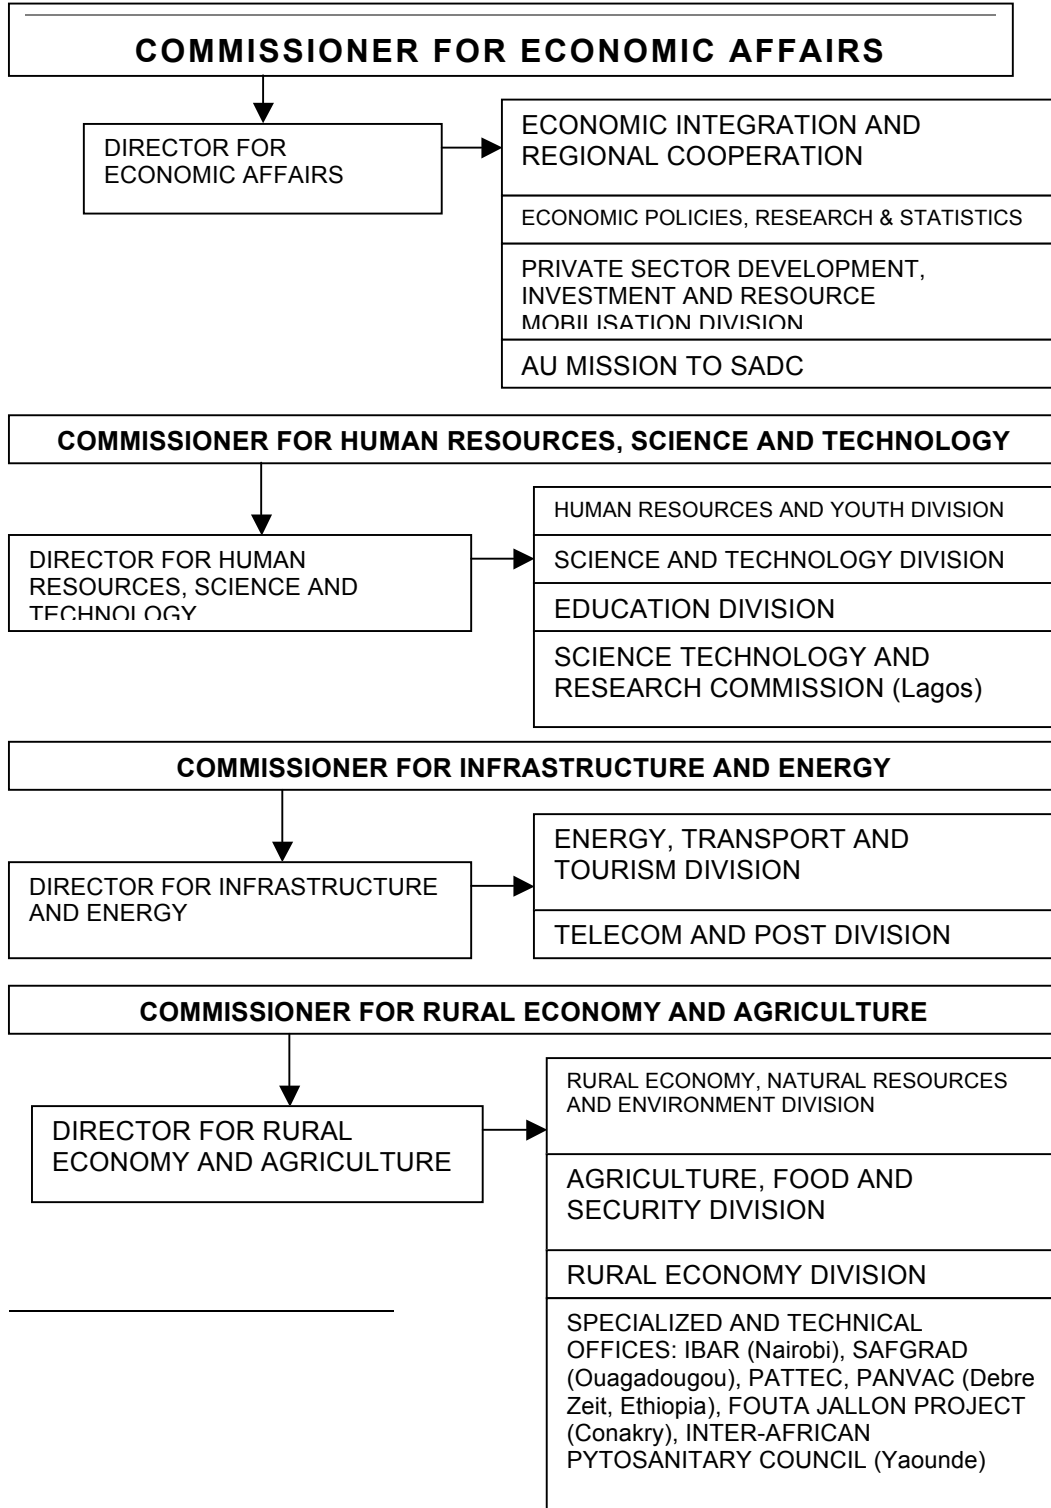 COMMISSIONER FOR ECONOMIC AFFAIRS
DIRECTOR FOR
ECONOMIC AFFAIRS
ECONOMIC INTEGRATION AND
REGIONAL COOPERATION
ECONOMIC POLICIES, RESEARCH & STATISTICS
PRIVATE SECTOR DEVELOPMENT,
INVESTMENT AND RESOURCE
MOBILISATION DIVISION
AU MISSION TO SADC
COMMISSIONER FOR HUMAN RESOURCES, SCIENCE AND TECHNOLOGY
DIRECTOR FOR HUMAN
RESOURCES, SCIENCE AND
TECHNOLOGY
HUMAN RESOURCES AND YOUTH DIVISION
SCIENCE AND TECHNOLOGY DIVISION
EDUCATION DIVISION
SCIENCE TECHNOLOGY AND
RESEARCH COMMISSION (Lagos)
COMMISSIONER FOR INFRASTRUCTURE AND ENERGY
DIRECTOR FOR INFRASTRUCTURE
AND ENERGY
ENERGY, TRANSPORT AND
TOURISM DIVISION
TELECOM AND POST DIVISION
COMMISSIONER FOR RURAL ECONOMY AND AGRICULTURE
DIRECTOR FOR RURAL
ECONOMY AND AGRICULTURE
RURAL ECONOMY, NATURAL RESOURCES
AND ENVIRONMENT DIVISION
AGRICULTURE, FOOD AND
SECURITY DIVISION
RURAL ECONOMY DIVISION
SPECIALIZED AND TECHNICAL
OFFICES: IBAR (Nairobi), SAFGRAD
(Ouagadougou), PATTEC, PANVAC (Debre
Zeit, Ethiopia), FOUTA JALLON PROJECT
(Conakry), INTER-AFRICAN
PYTOSANITARY COUNCIL (Yaounde)